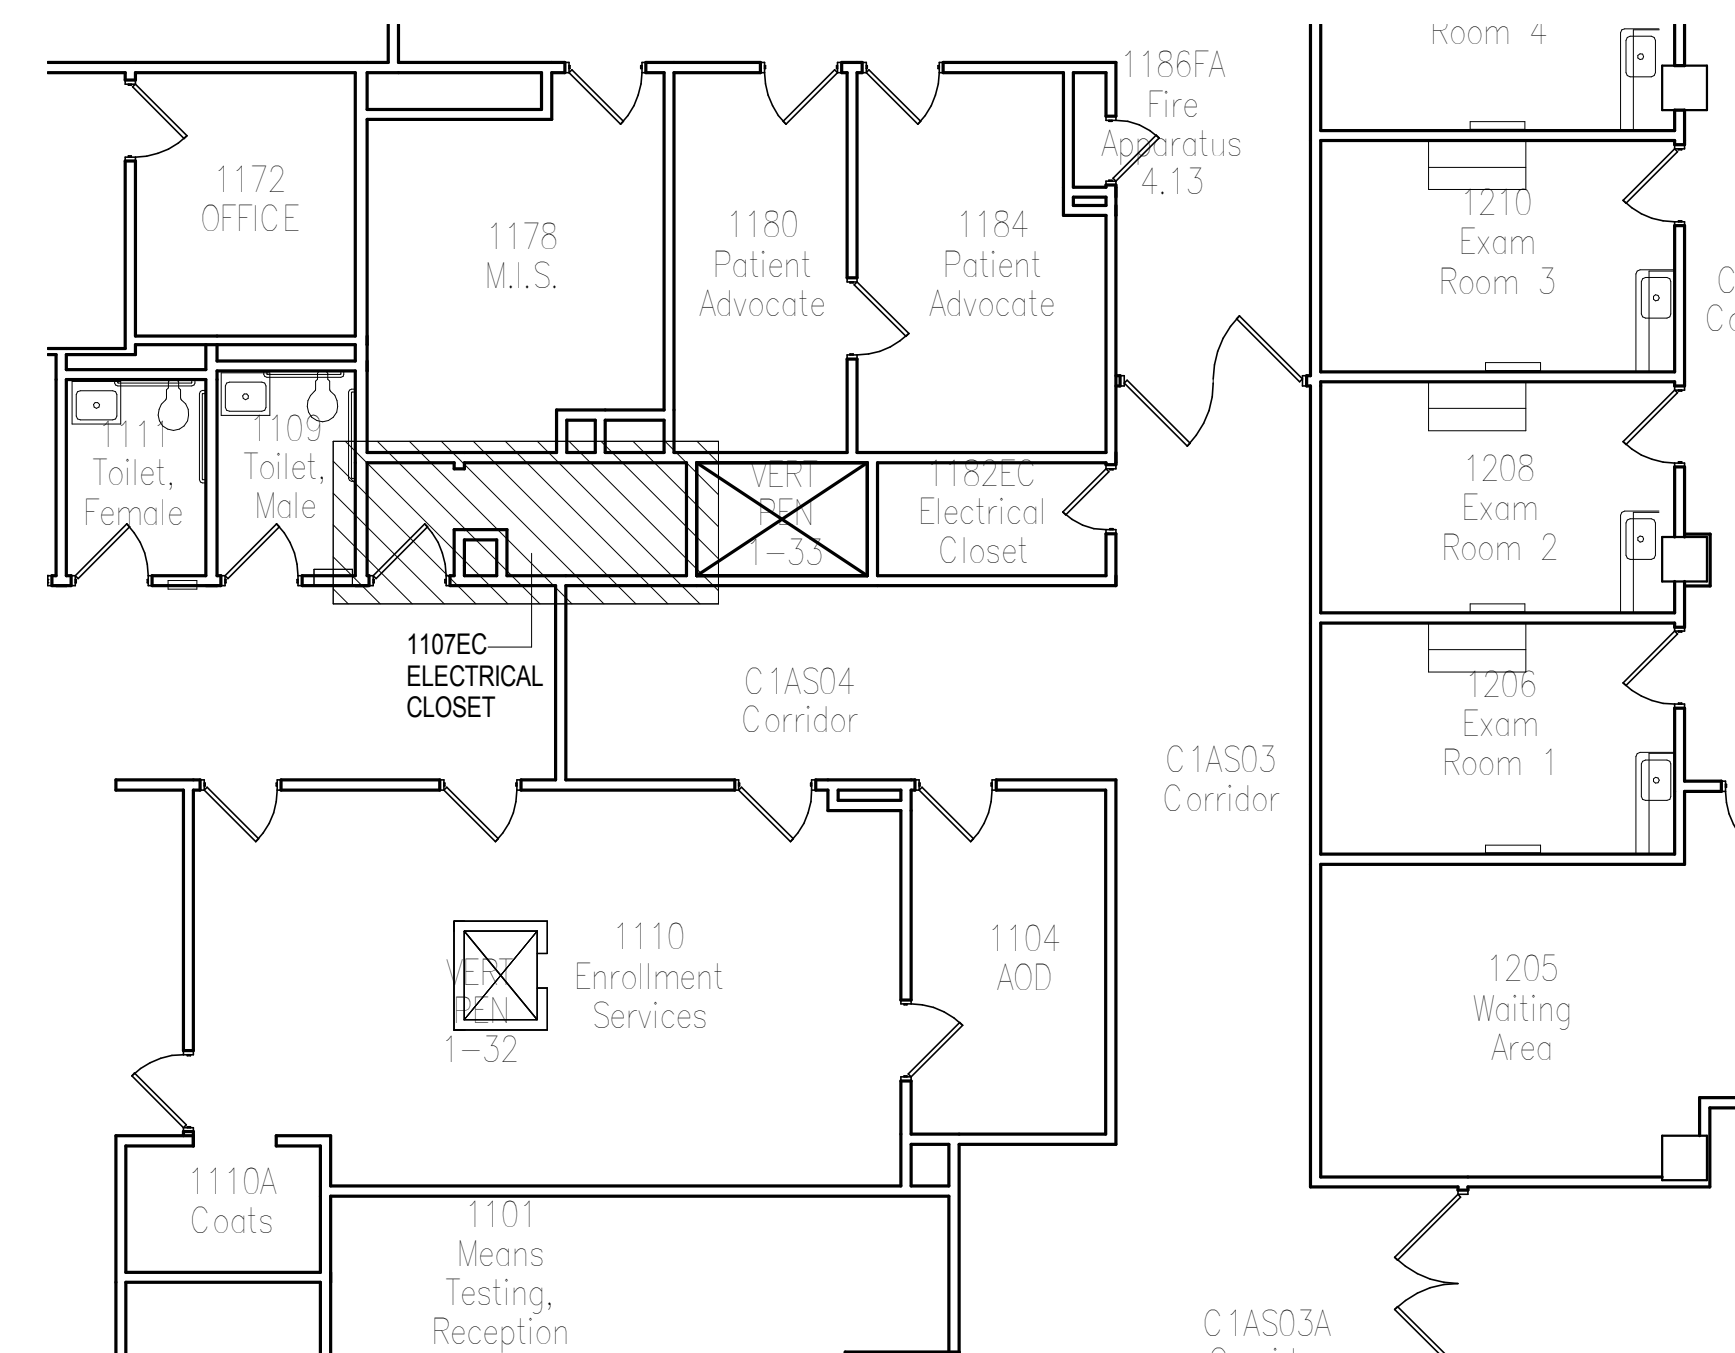 Room 4
1186FA
Fire
Apparatus
4.13
1172
OFFICE
1178
M.I.S.
1180
Patient
Advocate
1184
Patient
Advocate
1210
Exam
Room 3
1111
Toilet,
Female
1109
Toilet,
Male
VERT
PEN
1-33
1182EC
Electrical
Closet
1208
Exam
Room 2
1107EC
ELECTRICAL
CLOSET
C1AS04
Corridor
1206
Exam
Room 1
C1AS03
Corridor
VERT
PEN
1-32
1110
Enrollment
Services
1104
AOD
1205
Waiting
Area
1110A
Coats
1101
Means
Testing,
Reception
C1AS03A